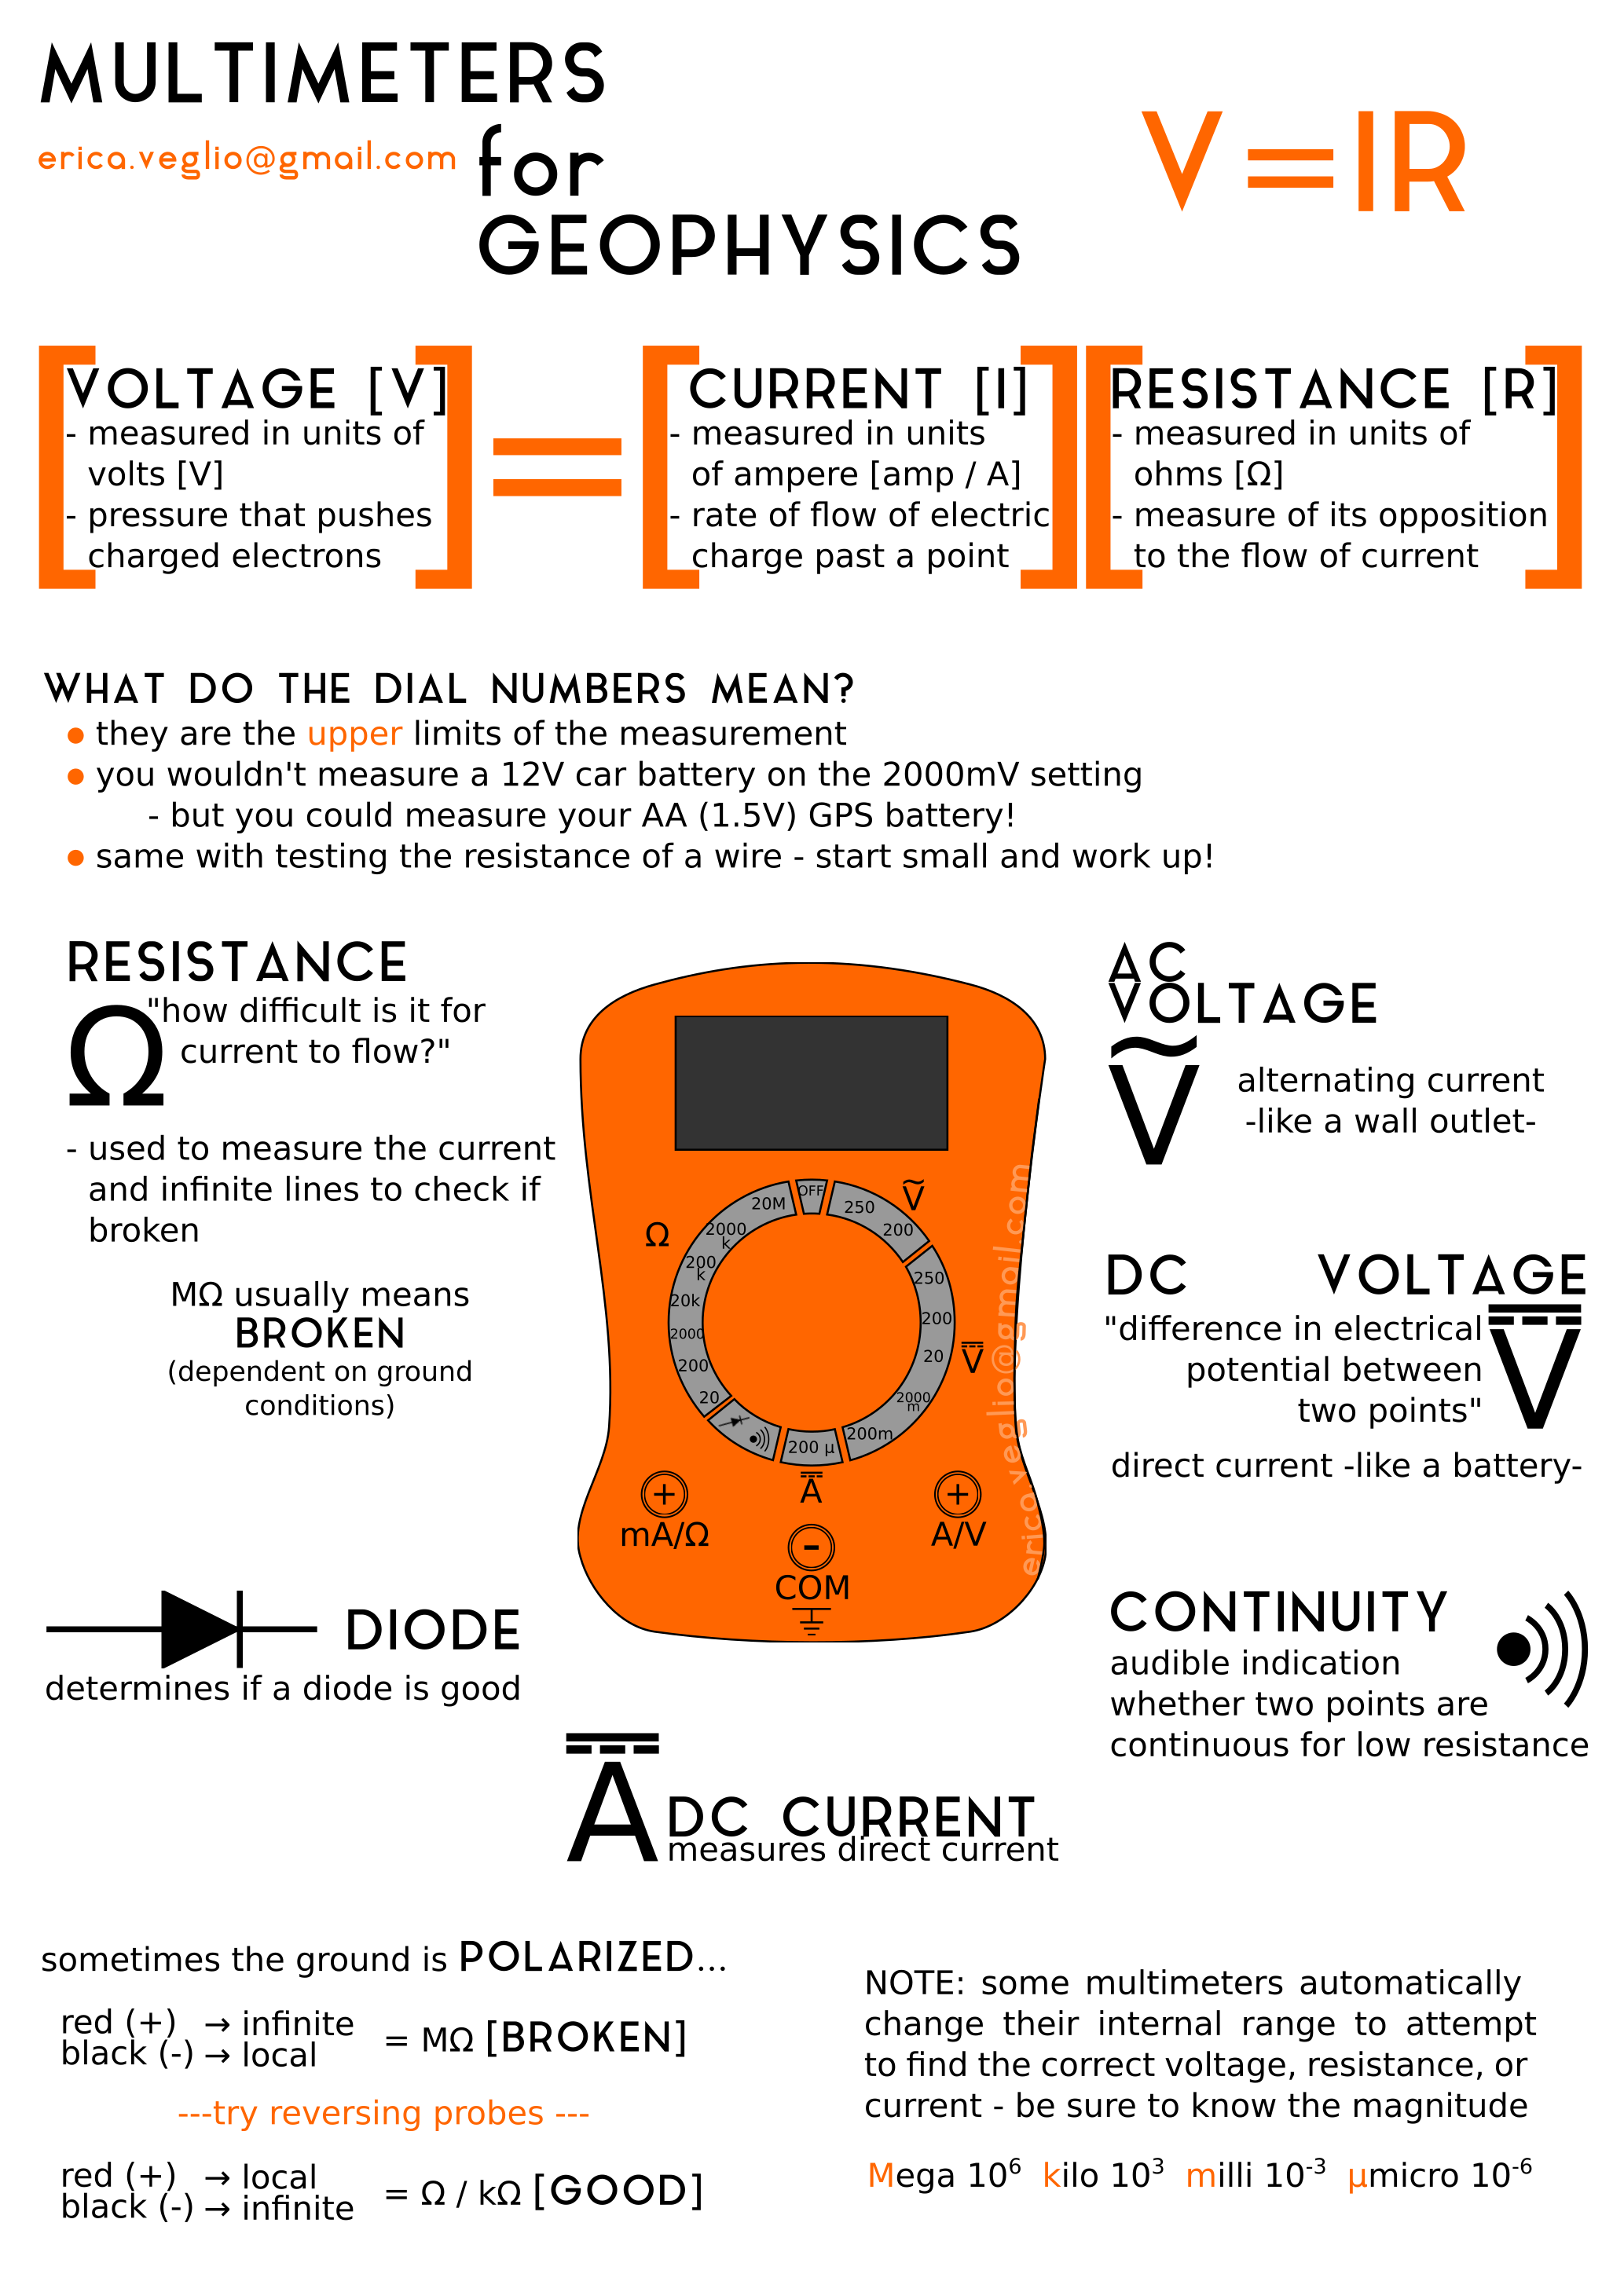 MULTIMETERS
erica.veglio@gmail.com
for
GEOPHYSICS
V=IR
VOLTAGE [V]
- measured in units of
volts [V]
- pressure that pushes
charged electrons
=
CURRENT [I]
- measured in units
of ampere [amp / A]
- rate of flow of electric
charge past a point
RESISTANCE [R]
- measured in units of
ohms [Ω]
- measure of its opposition
to the flow of current
WHAT DO THE DIAL NUMBERS MEAN?
• they are the upper limits of the measurement
• you wouldn't measure a 12V car battery on the 2000mV setting
- but you could measure your AA (1.5V) GPS battery!
• same with testing the resistance of a wire - start small and work up!
RESISTANCE
Ω
"how difficult is it for
current to flow?"
- used to measure the current
and infinite lines to check if
broken
MΩ usually means
BROKEN
(dependent on ground
conditions)
OFF
Ṽ
250
200
250
200
20
V
2000
m
200m
200 μ
A
20
200
2000
20k
200
k
2000
k
20M
Ω
+
mA/Ω
-
COM
+
A/V
erica.veglio@gmail.com
AC
VOLTAGE
Ṽ
alternating current
-like a wall outlet-
DC VOLTAGE
"difference in electrical
potential between
two points"
V
direct current -like a battery-
DIODE
determines if a diode is good
CONTINUITY
audible indication
whether two points are
continuous for low resistance
A
DC CURRENT
measures direct current
sometimes the ground is POLARIZED...
red (+) → infinite
black (-) → local
= MΩ [BROKEN]
---try reversing probes ---
red (+) → local
black (-) → infinite
= Ω / kΩ [GOOD]
NOTE: some multimeters automatically
change their internal range to attempt
to find the correct voltage, resistance, or
current - be sure to know the magnitude
Mega 10⁶ kilo 10³ milli 10⁻³ μmicro 10⁻⁶